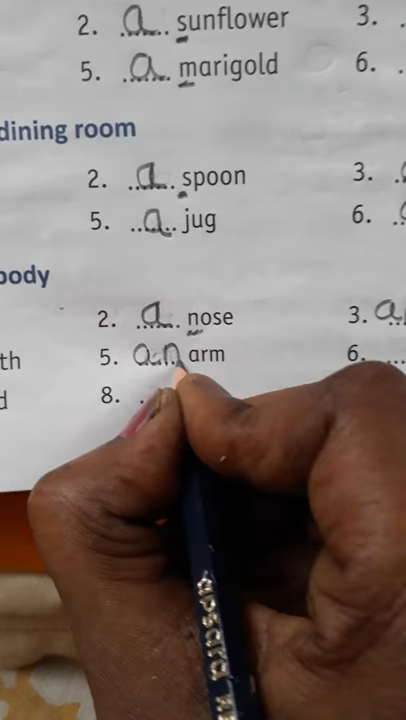 2. a sunflower 3.
5. a marigold 6.
dining room
2. a spoon 3.
5. a jug 6.
body
2. a nose 3. a
th 5. an arm 6.
d 8.
apsara